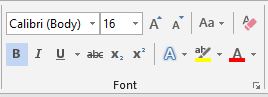 Calibri (Body) 16 A A Aa A
B I U abc X₂ X² A ab A
Font